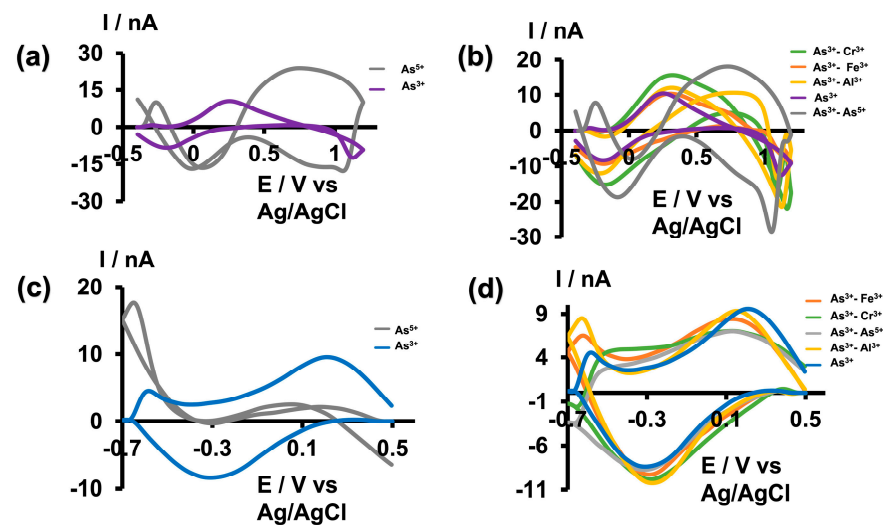 (a)
I / nA
30
15
0
-15
-30
-0.5
0
0.5
1
E / V vs
Ag/AgCl
As⁵⁺
As³⁺
(b)
I / nA
20
10
0
-10
-20
-30
-0.5
0
0.5
1
E / V vs
Ag/AgCl
As³⁺- Cr³⁺
As³⁺- Fe³⁺
As³⁺- Al³⁺
As³⁺
As³⁺- As⁵⁺
(c)
I / nA
20
10
0
-10
-0.7
-0.3
0.1
0.5
E / V vs
Ag/AgCl
As⁵⁺
As³⁺
(d)
I / nA
9
4
-1
-6
-11
-0.7
-0.3
0.1
0.5
E / V vs
Ag/AgCl
As³⁺- Fe³⁺
As³⁺- Cr³⁺
As³⁺- As⁵⁺
As³⁺- Al³⁺
As³⁺